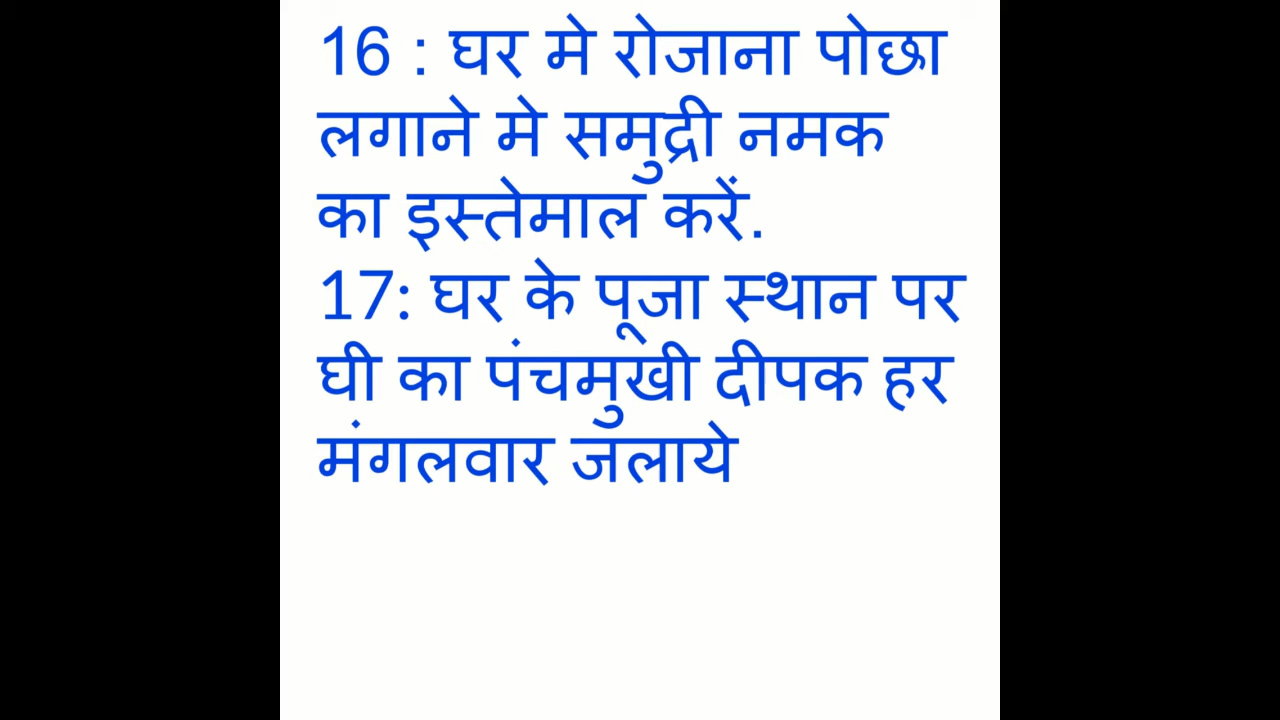 16 : घर मे रोजाना पोछा
लगाने मे समुद्री नमक
का इस्तेमाल करें.
17: घर के पूजा स्थान पर
घी का पंचमुखी दीपक हर
मंगलवार जलाये